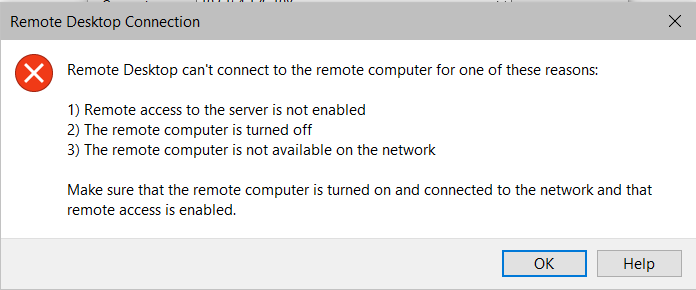 Remote Desktop Connection
Remote Desktop can't connect to the remote computer for one of these reasons:
1) Remote access to the server is not enabled
2) The remote computer is turned off
3) The remote computer is not available on the network
Make sure that the remote computer is turned on and connected to the network and that
remote access is enabled.
OK
Help